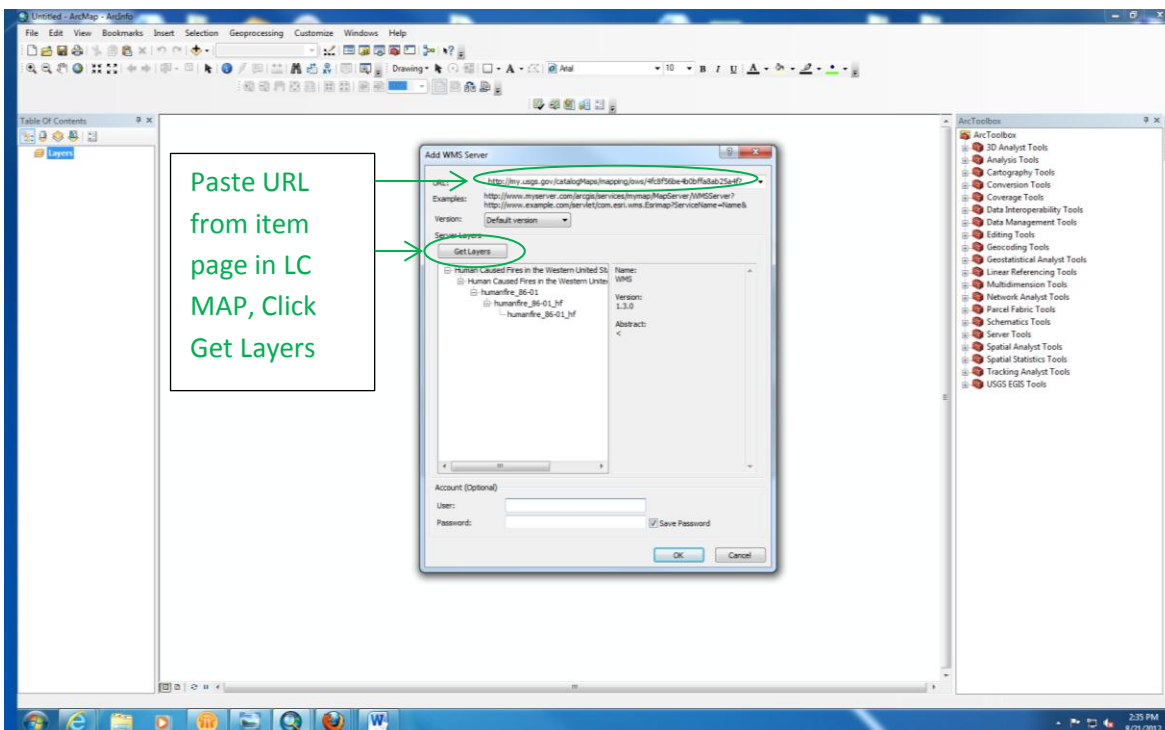 Untitled - ArcMap - ArcInfo
File Edit View Bookmarks Insert Selection Geoprocessing Customize Windows Help
Drawing A Arial 10 B I U A
Table Of Contents
Layers
Paste URL
from item
page in LC
MAP, Click
Get Layers
Add WMS Server
URL: http://my.usgs.gov/catalogMaps/mapping/ows/4fc8f56be4b0bffa8ab25a4f?
Examples: http://www.myserver.com/arcgis/services/mymap/MapServer/WMSServer?
http://www.example.com/servlet/com.esri.wms.Esrimap?ServiceName=Name&
Version: Default version
Server Layers
Get Layers
Human Caused Fires in the Western United St
Human Caused Fires in the Western Unite
humanfire_86-01
humanfire_86-01_hf
humanfire_86-01_hf
Name:
WMS
Version:
1.3.0
Abstract:
<
Account (Optional)
User:
Password:
Save Password
OK Cancel
ArcToolbox
ArcToolbox
3D Analyst Tools
Analysis Tools
Cartography Tools
Conversion Tools
Coverage Tools
Data Interoperability Tools
Data Management Tools
Editing Tools
Geocoding Tools
Geostatistical Analyst Tools
Linear Referencing Tools
Multidimension Tools
Network Analyst Tools
Parcel Fabric Tools
Schematics Tools
Server Tools
Spatial Analyst Tools
Spatial Statistics Tools
Tracking Analyst Tools
USGS EGIS Tools
2:35 PM
8/21/2012